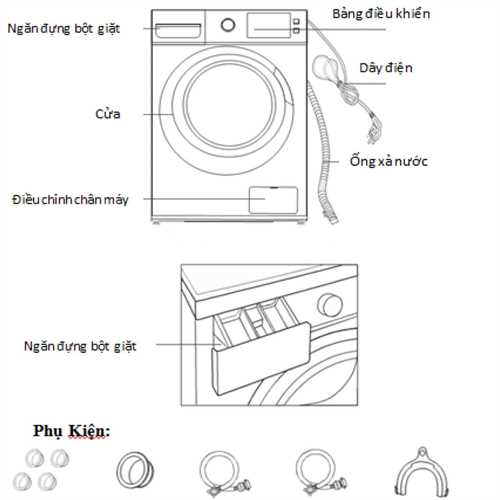 Bảng điều khiển
Ngăn đựng bột giặt
Dây điện
Cửa
Ống xả nước
Điều chỉnh chân máy
Ngăn đựng bột giặt
Phụ Kiện: